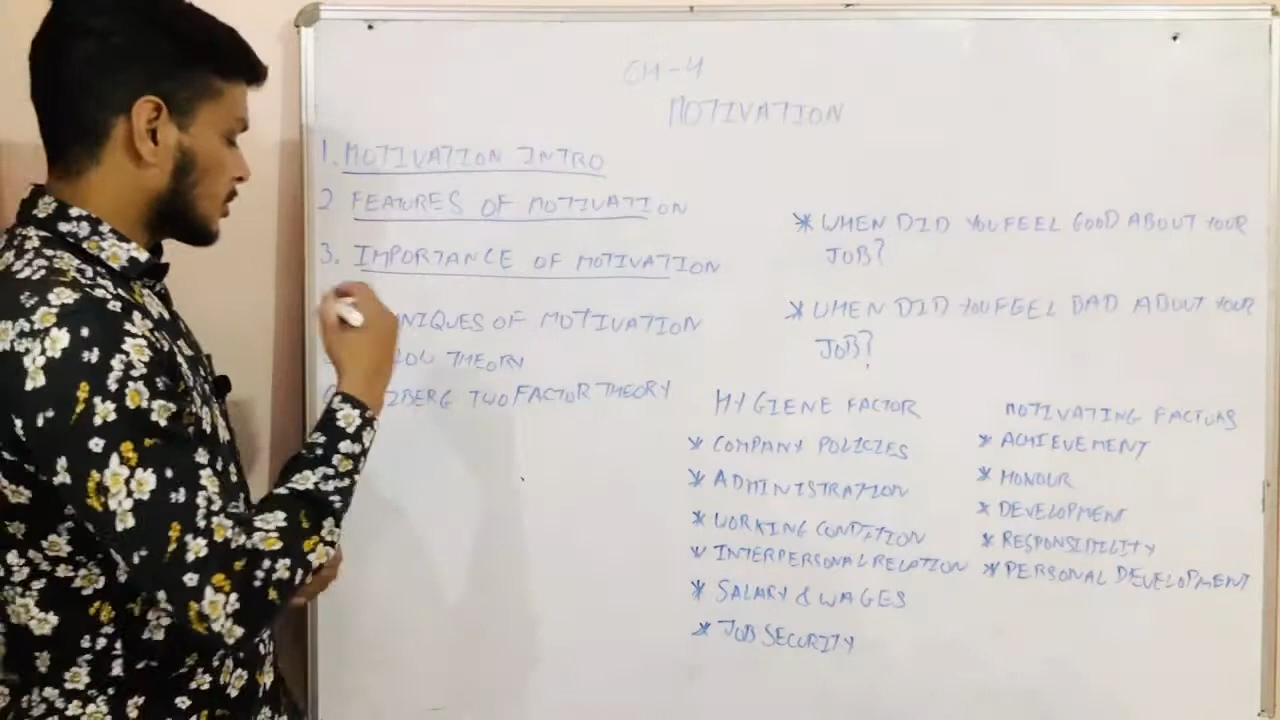 CH-4
MOTIVATION
1. MOTIVATION INTRO
2 FEATURES OF MOTIVATION
3. IMPORTANCE OF MOTIVATION
NIQUES OF MOTIVATION
THEORY
ZBERG TWO FACTOR THEORY
* WHEN DID YOU FEEL GOOD ABOUT YOUR
JOB?
* WHEN DID YOU FEEL BAD ABOUT YOUR
JOB?
HYGIENE FACTOR
* COMPANY POLICIES
* ADMINISTRATION
* WORKING CONDITION
* INTERPERSONAL RELATION
* SALARY & WAGES
* JOB SECURITY
MOTIVATING FACTORS
* ACHIEVEMENT
* HONOUR
* DEVELOPMENT
* RESPONSIBILITY
* PERSONAL DEVELOPMENT